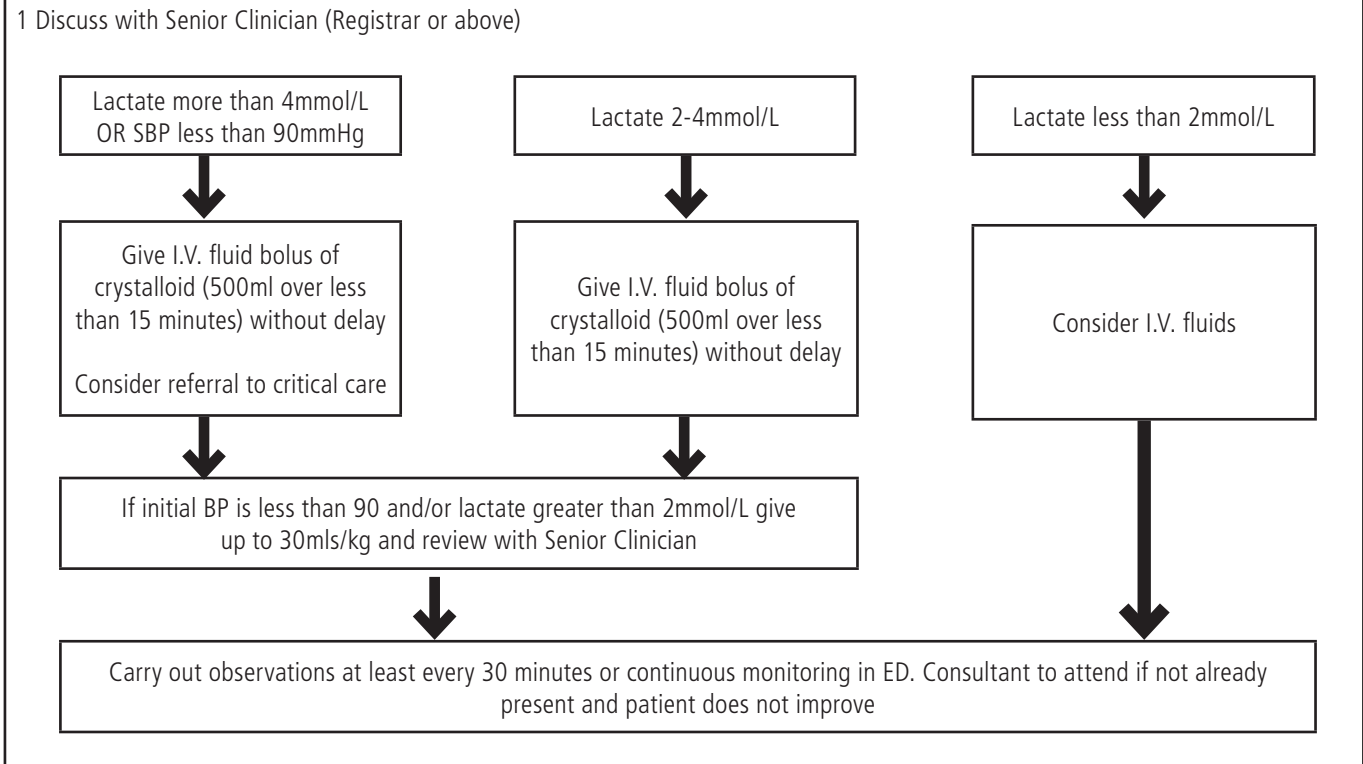 1 Discuss with Senior Clinician (Registrar or above)
Lactate more than 4mmol/L
OR SBP less than 90mmHg
Lactate 2-4mmol/L
Lactate less than 2mmol/L
Give I.V. fluid bolus of
crystalloid (500ml over less
than 15 minutes) without delay
Consider referral to critical care
Give I.V. fluid bolus of
crystalloid (500ml over less
than 15 minutes) without delay
Consider I.V. fluids
If initial BP is less than 90 and/or lactate greater than 2mmol/L give
up to 30mls/kg and review with Senior Clinician
Carry out observations at least every 30 minutes or continuous monitoring in ED. Consultant to attend if not already
present and patient does not improve